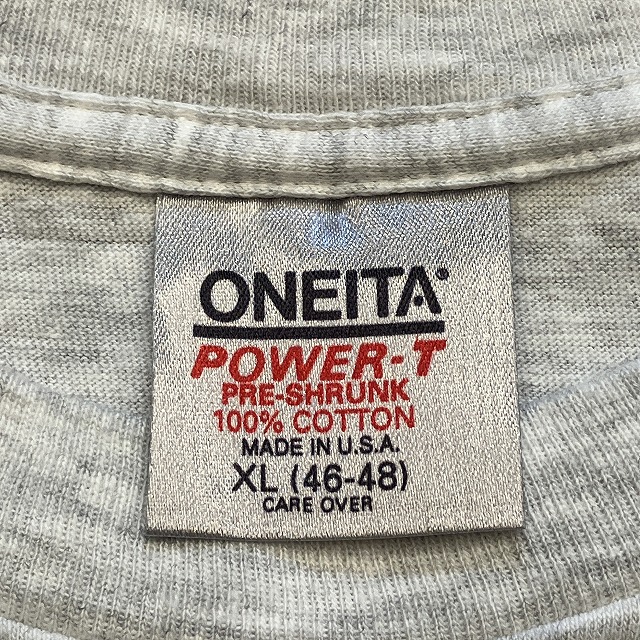 ONEITA®
POWER-T
PRE-SHRUNK
100% COTTON
MADE IN U.S.A.
XL (46-48)
CARE OVER